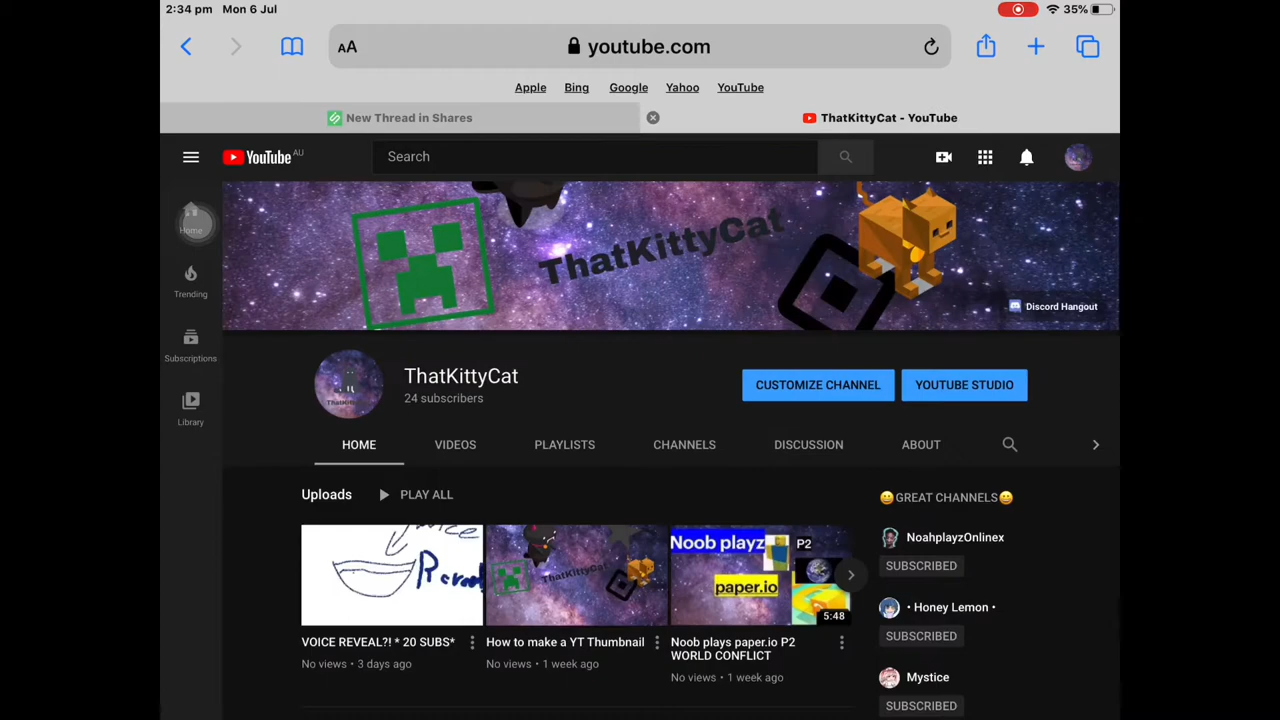 2:34 pm Mon 6 Jul
35%
AA
youtube.com
Apple Bing Google Yahoo YouTube
New Thread in Shares
ThatKittyCat - YouTube
YouTube AU
Search
Home
Trending
Subscriptions
Library
ThatKittyCat
Discord Hangout
ThatKittyCat
24 subscribers
CUSTOMIZE CHANNEL
YOUTUBE STUDIO
HOME VIDEOS PLAYLISTS CHANNELS DISCUSSION ABOUT
Uploads PLAY ALL
ThatKittyCat
Noob playz P2
paper.io
5:48
VOICE REVEAL?! * 20 SUBS*
No views • 3 days ago
How to make a YT Thumbnail
No views • 1 week ago
Noob plays paper.io P2
WORLD CONFLICT
No views • 1 week ago
😀GREAT CHANNELS😀
NoahplayzOnlinex
SUBSCRIBED
• Honey Lemon •
SUBSCRIBED
Mystice
SUBSCRIBED